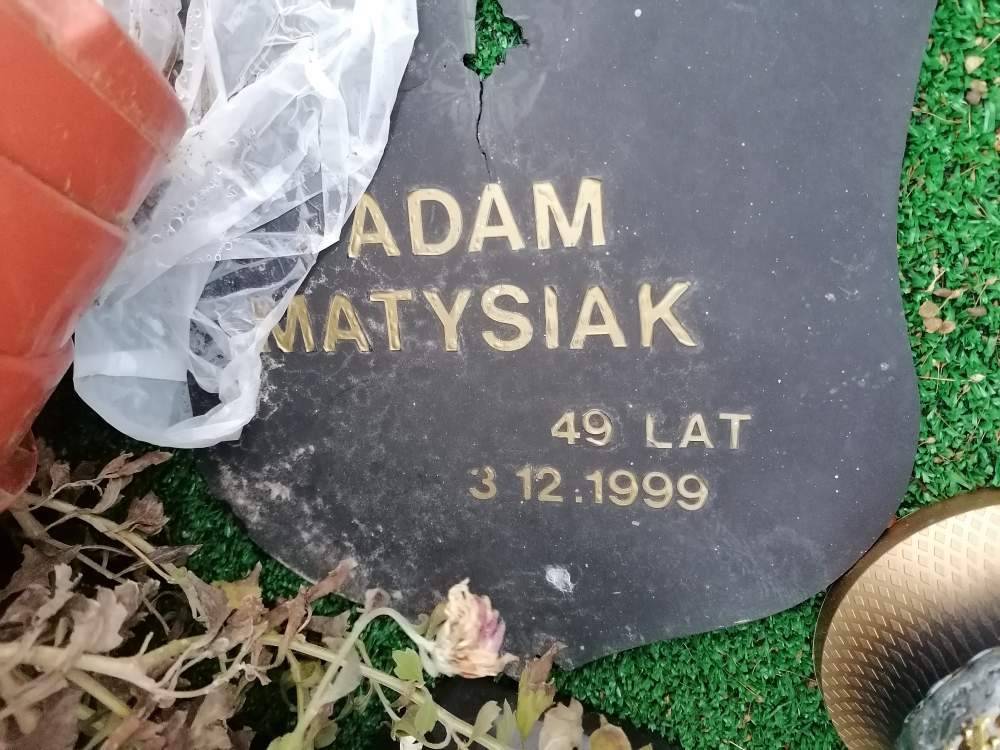 ADAM
MATYSIAK
49 LAT
3 12.1999